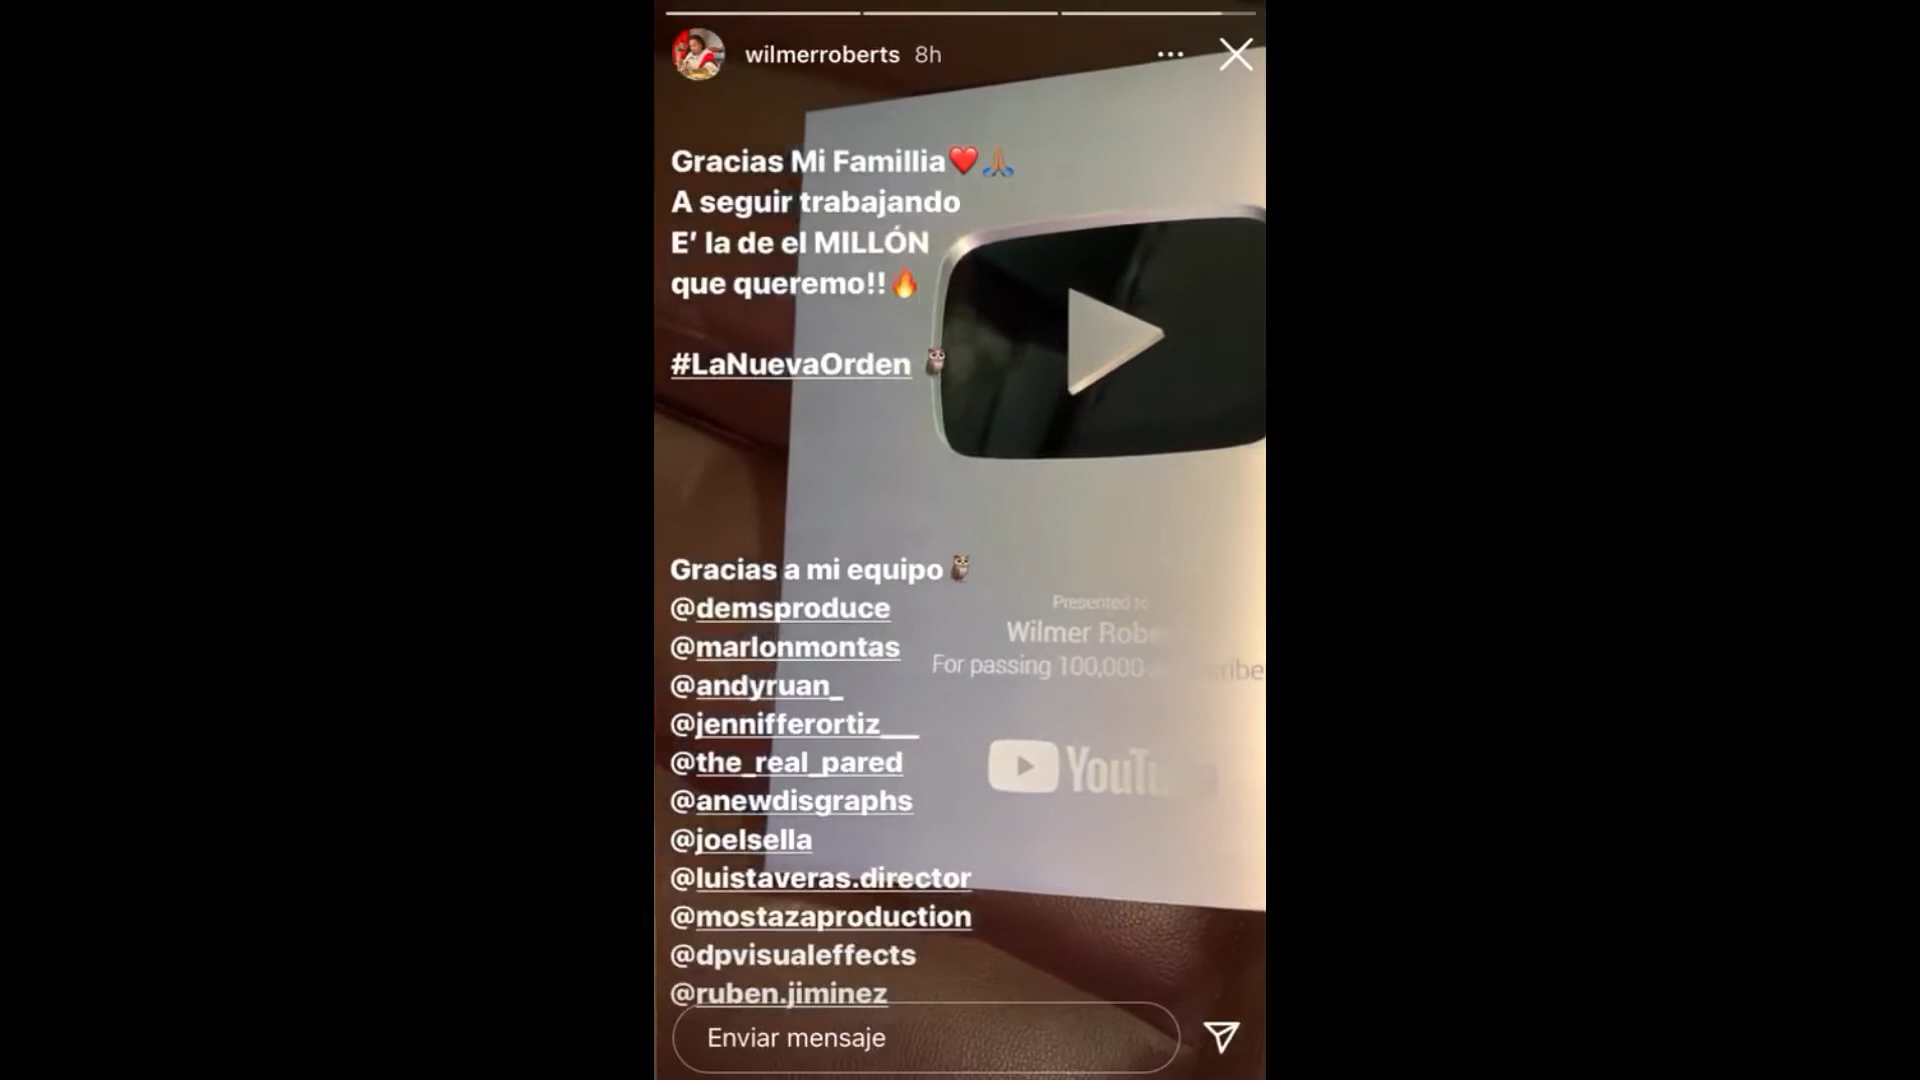 wilmerroberts 8h
Gracias Mi Famillia❤️🙏🏽
A seguir trabajando
E' la de el MILLÓN
que queremo!!🔥
#LaNuevaOrden 🦉
Gracias a mi equipo🦉
@demsproduce
@marlonmontas
@andyruan_
@jennifferortiz___
@the_real_pared
@anewdisgraphs
@joelsella
@luistaveras.director
@mostazaproduction
@dpvisualeffects
@ruben.jiminez
Presented to
Wilmer
For passing 100,000
YouTube
Enviar mensaje